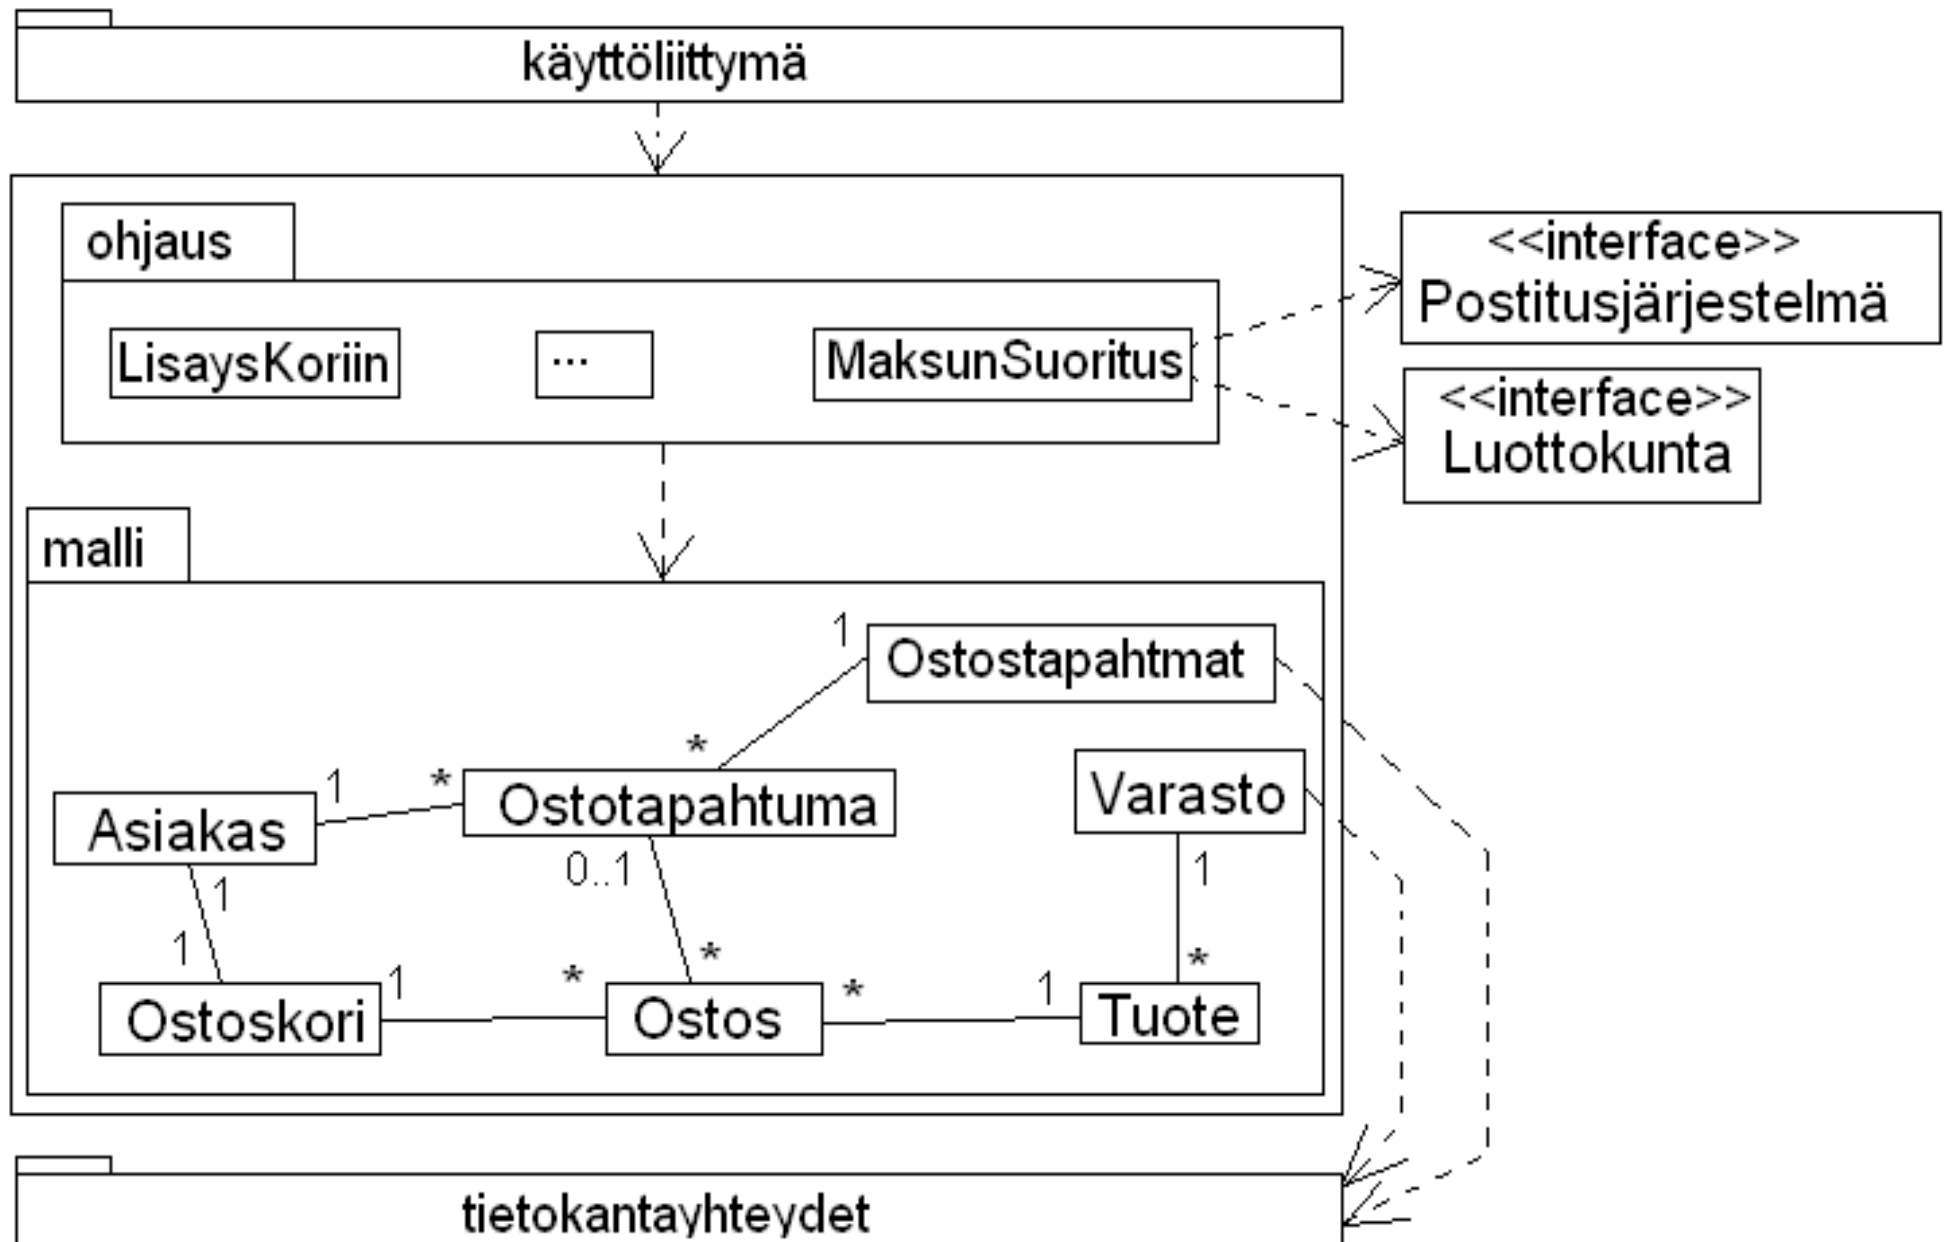 käyttöliittymä
ohjaus
<<interface>>
Postitusjärjestelmä
LisaysKoriin
...
MaksunSuoritus
<<interface>>
Luottokunta
malli
1
Ostostapahtmat
*
1
*
Asiakas
Ostotapahtuma
Varasto
1
0..1
1
1
*
*
1
*
*
1
Ostoskori
Ostos
Tuote
tietokantayhteydet